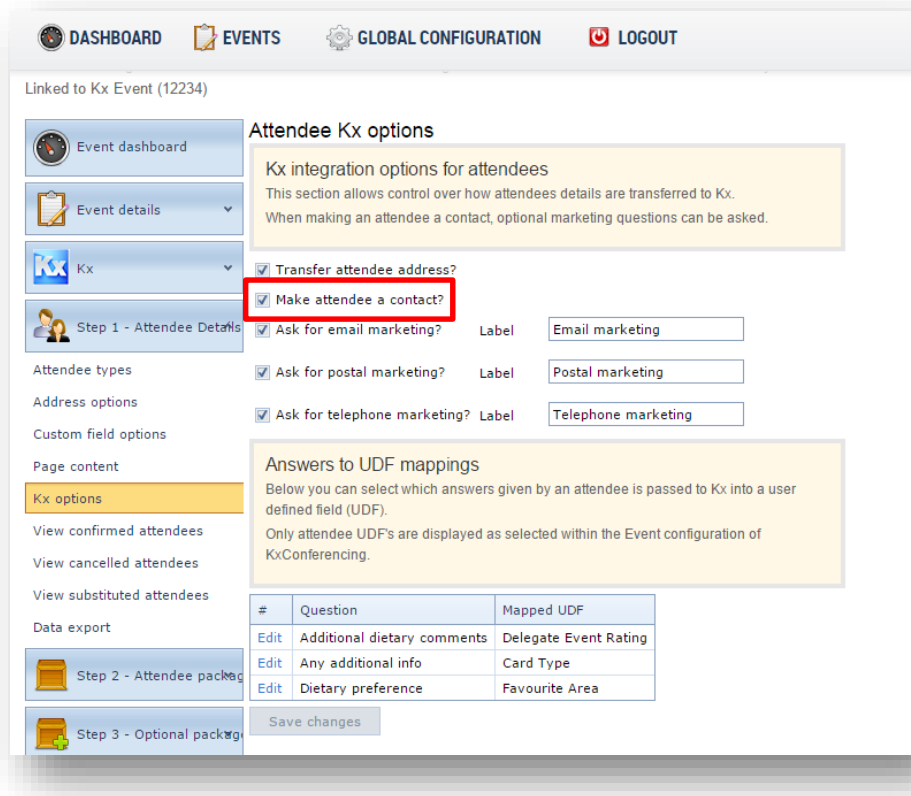 DASHBOARD EVENTS GLOBAL CONFIGURATION LOGOUT
Linked to Kx Event (12234)
Event dashboard
Event details
Kx Kx
Step 1 - Attendee Details
Attendee types
Address options
Custom field options
Page content
Kx options
View confirmed attendees
View cancelled attendees
View substituted attendees
Data export
Step 2 - Attendee packag
Step 3 - Optional packag
Attendee Kx options
Kx integration options for attendees
This section allows control over how attendees details are transferred to Kx.
When making an attendee a contact, optional marketing questions can be asked.
Transfer attendee address?
Make attendee a contact?
Ask for email marketing? Label Email marketing
Ask for postal marketing? Label Postal marketing
Ask for telephone marketing? Label Telephone marketing
Answers to UDF mappings
Below you can select which answers given by an attendee is passed to Kx into a user
defined field (UDF).
Only attendee UDF's are displayed as selected within the Event configuration of
KxConferencing.
# Question Mapped UDF
Edit Additional dietary comments Delegate Event Rating
Edit Any additional info Card Type
Edit Dietary preference Favourite Area
Save changes